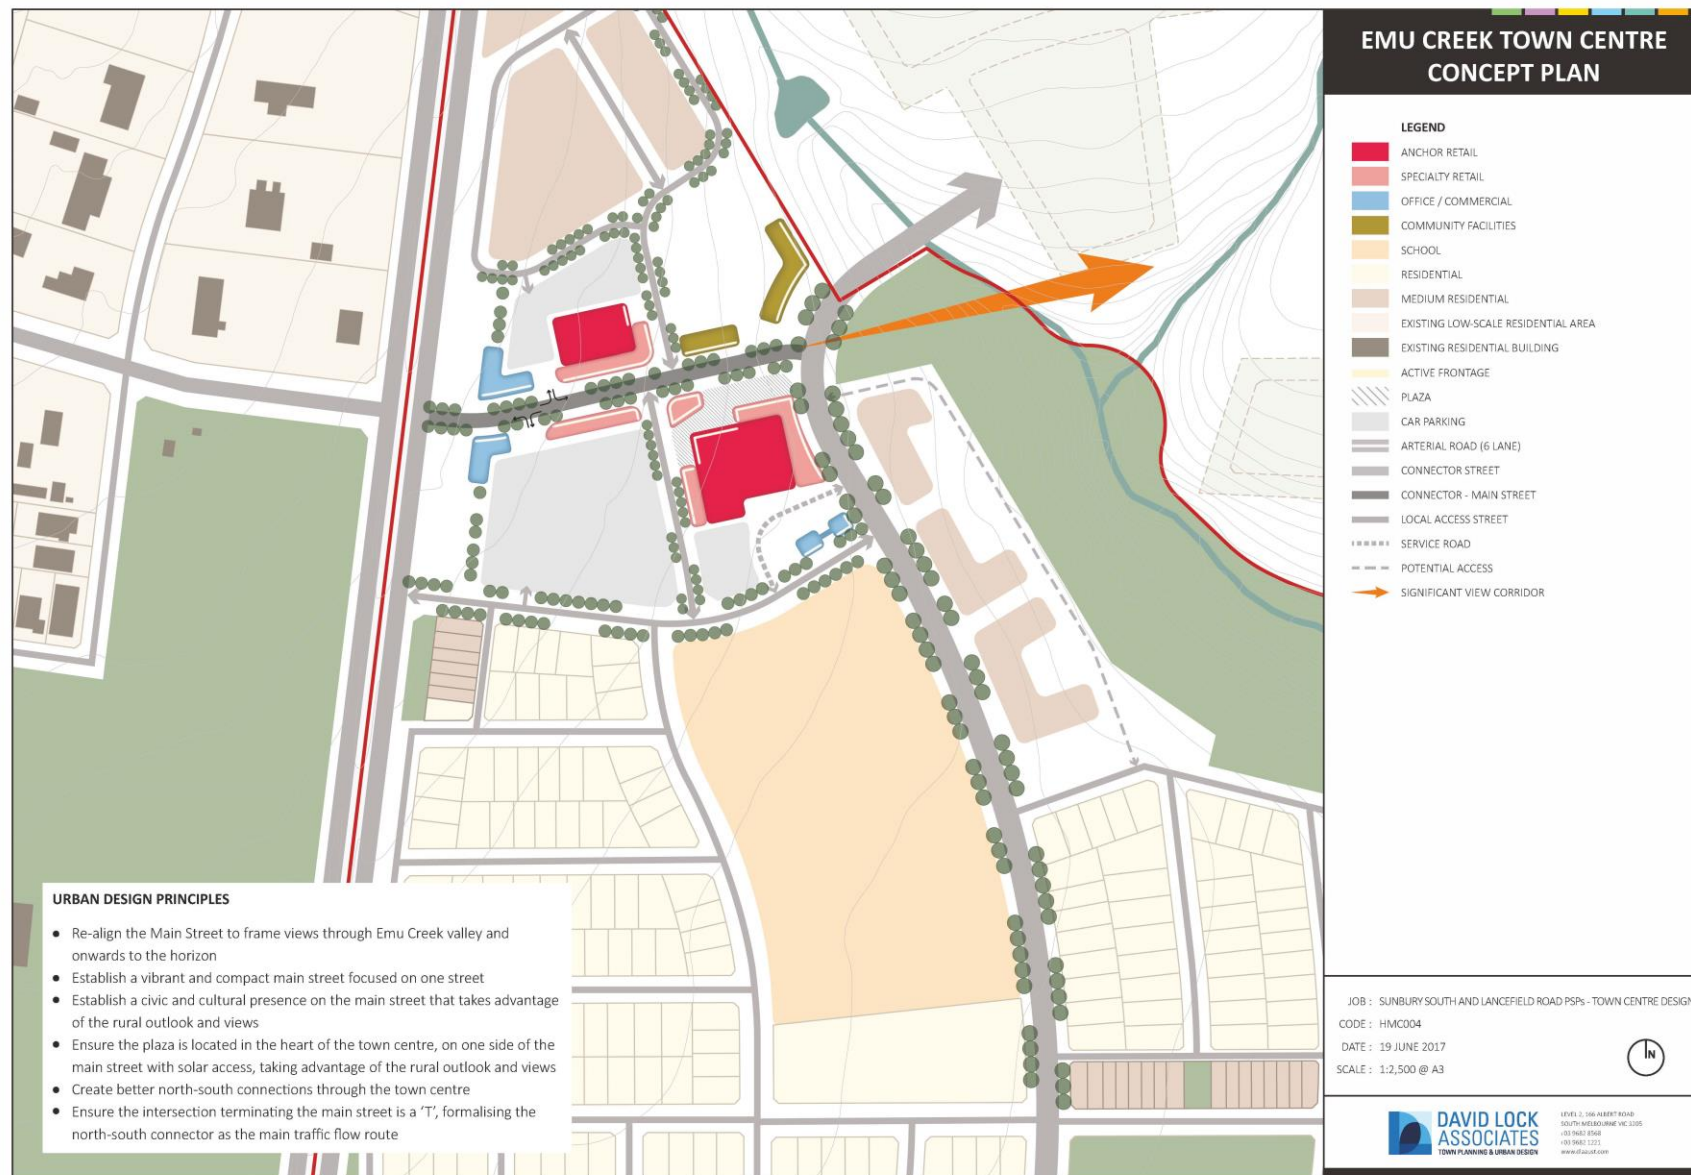 EMU CREEK TOWN CENTRE
CONCEPT PLAN
LEGEND
ANCHOR RETAIL
SPECIALTY RETAIL
OFFICE / COMMERCIAL
COMMUNITY FACILITIES
SCHOOL
RESIDENTIAL
MEDIUM RESIDENTIAL
EXISTING LOW-SCALE RESIDENTIAL AREA
EXISTING RESIDENTIAL BUILDING
ACTIVE FRONTAGE
PLAZA
CAR PARKING
ARTERIAL ROAD (6 LANE)
CONNECTOR STREET
CONNECTOR - MAIN STREET
LOCAL ACCESS STREET
SERVICE ROAD
POTENTIAL ACCESS
SIGNIFICANT VIEW CORRIDOR
URBAN DESIGN PRINCIPLES
• Re-align the Main Street to frame views through Emu Creek valley and
onwards to the horizon
• Establish a vibrant and compact main street focused on one street
• Establish a civic and cultural presence on the main street that takes advantage
of the rural outlook and views
• Ensure the plaza is located in the heart of the town centre, on one side of the
main street with solar access, taking advantage of the rural outlook and views
• Create better north-south connections through the town centre
• Ensure the intersection terminating the main street is a ‘T’, formalising the
north-south connector as the main traffic flow route
JOB : SUNBURY SOUTH AND LANCEFIELD ROAD PSPs - TOWN CENTRE DESIGN
CODE : HMC004
DATE : 19 JUNE 2017
SCALE : 1:2,500 @ A3
N
DAVID LOCK
ASSOCIATES
TOWN PLANNING & URBAN DESIGN
LEVEL 2, 166 ALBERT ROAD
SOUTH MELBOURNE VIC 3205